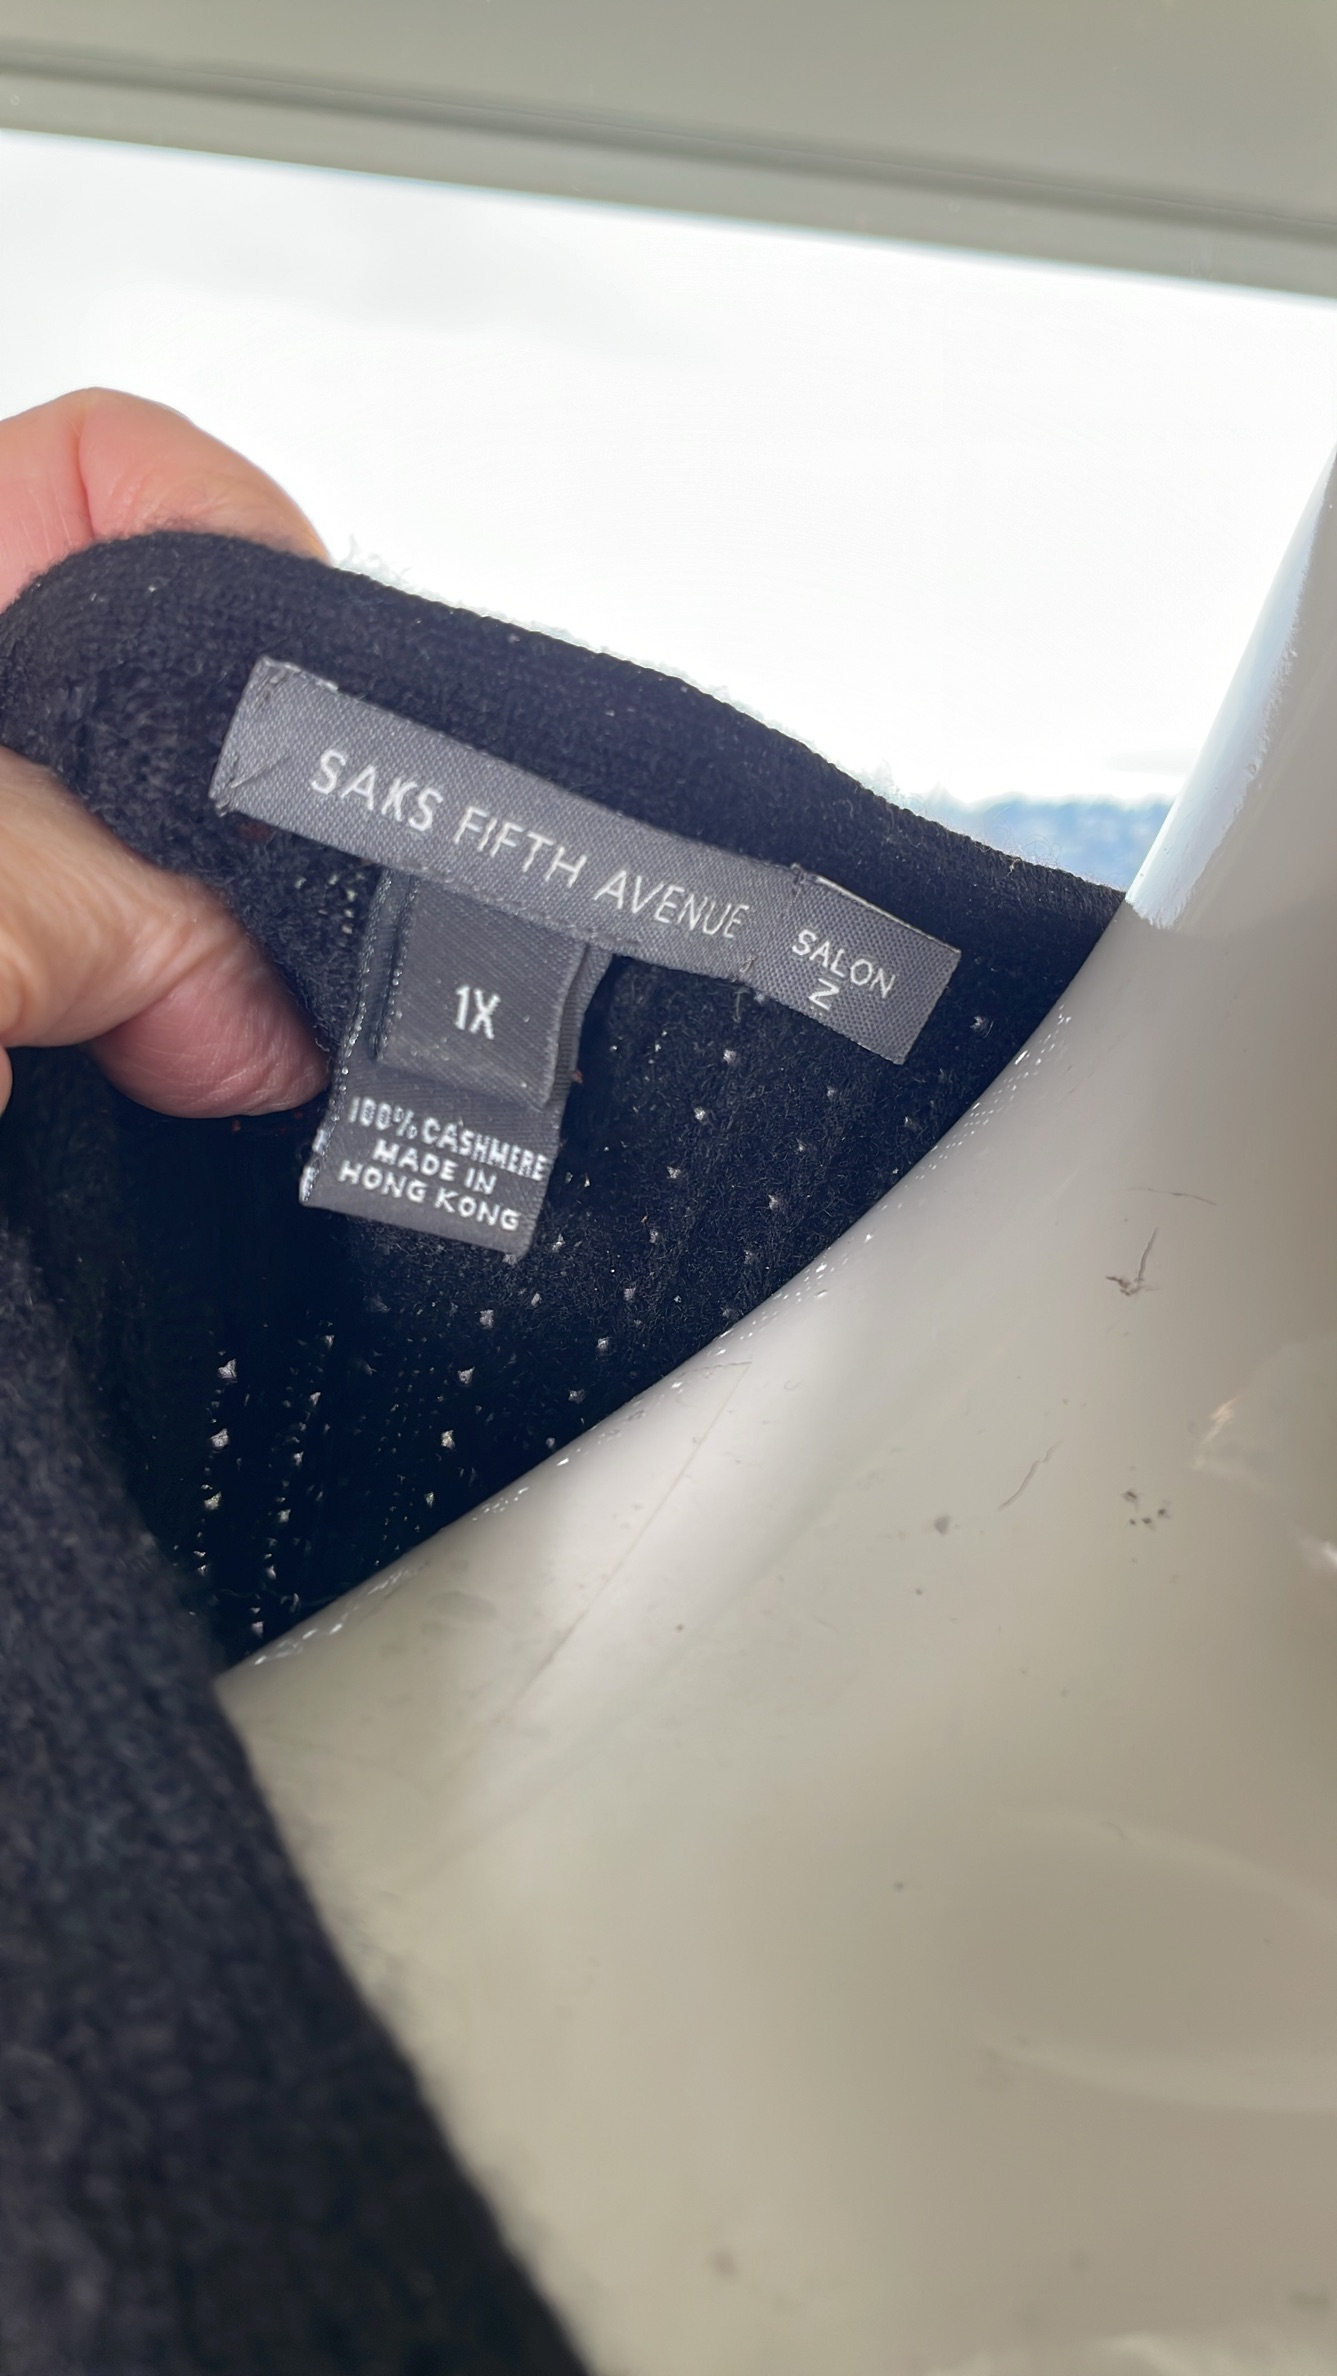 SAKS FIFTH AVENUE
SALON
Z
1X
100% CASHMERE
MADE IN
HONG KONG